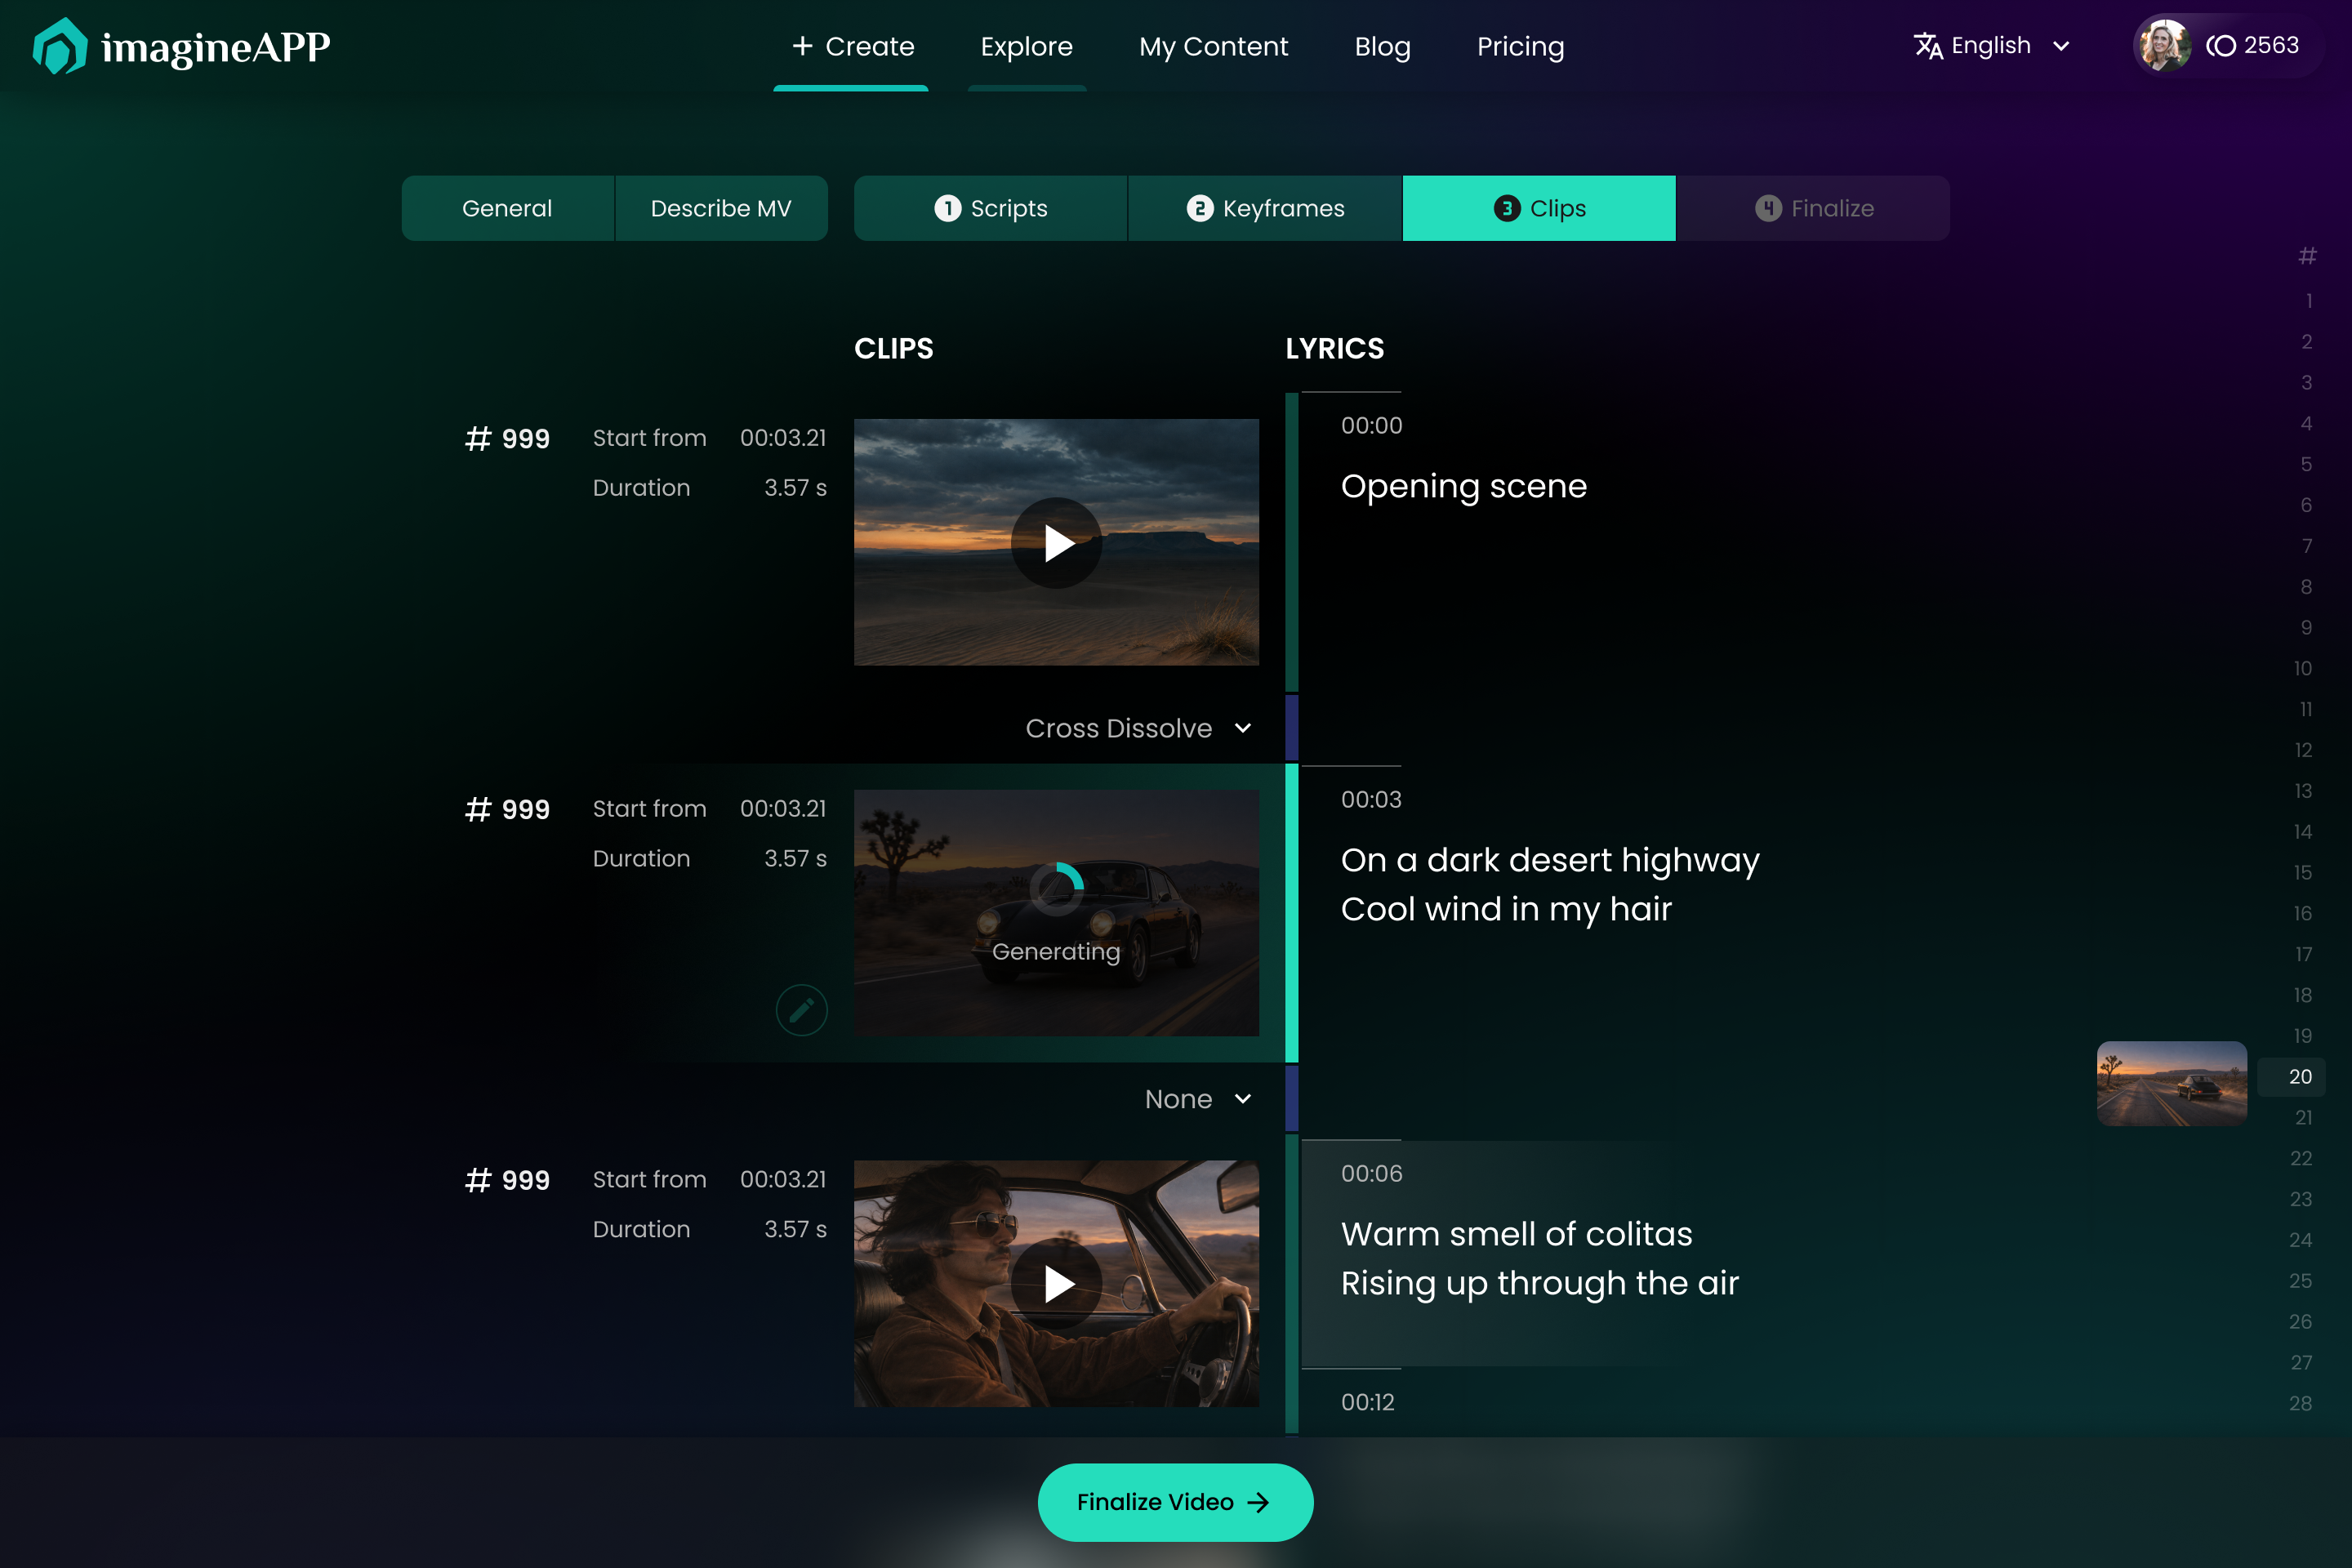 imagineAPP
+ Create
Explore
My Content
Blog
Pricing
English
2563
General
Describe MV
1 Scripts
2 Keyframes
3 Clips
4 Finalize
CLIPS
LYRICS
# 999
Start from 00:03.21
Duration 3.57 s
00:00
Opening scene
Cross Dissolve
# 999
Start from 00:03.21
Duration 3.57 s
Generating
00:03
On a dark desert highway
Cool wind in my hair
None
# 999
Start from 00:03.21
Duration 3.57 s
00:06
Warm smell of colitas
Rising up through the air
00:12
#
1
2
3
4
5
6
7
8
9
10
11
12
13
14
15
16
17
18
19
20
21
22
23
24
25
26
27
28
Finalize Video →